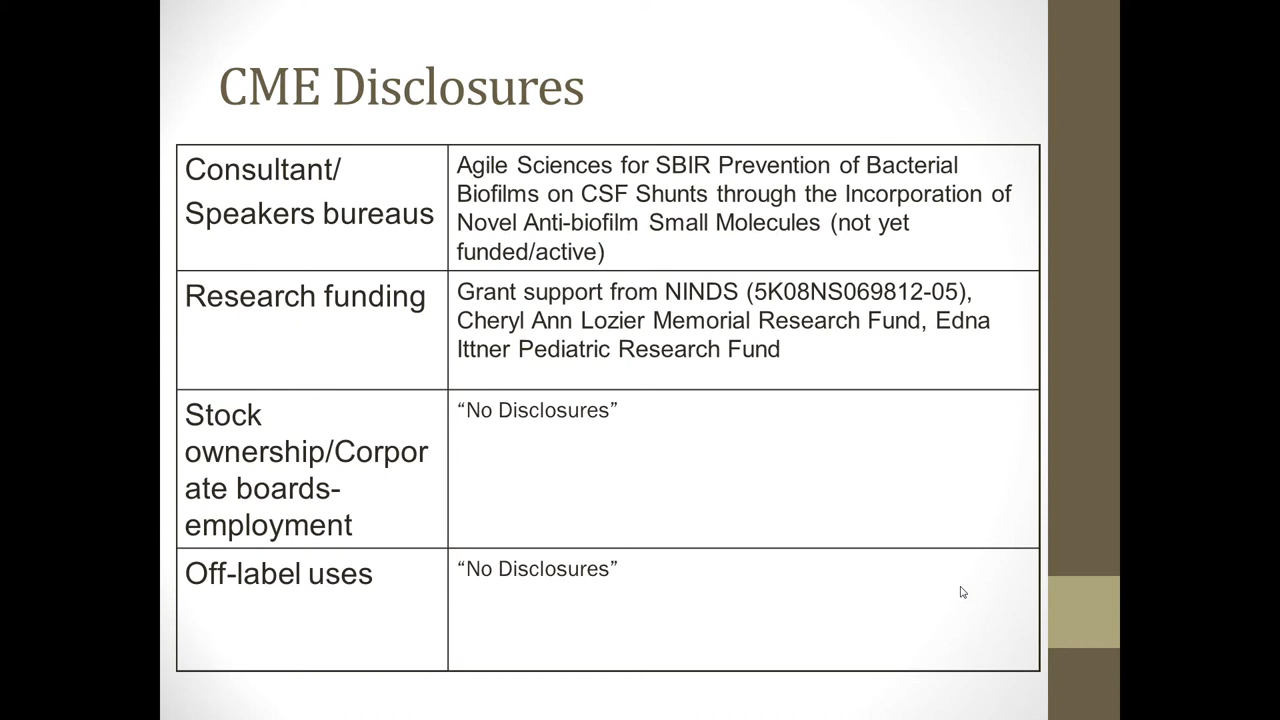 CME Disclosures
Consultant/
Speakers bureaus
Agile Sciences for SBIR Prevention of Bacterial
Biofilms on CSF Shunts through the Incorporation of
Novel Anti-biofilm Small Molecules (not yet
funded/active)
Research funding
Grant support from NINDS (5K08NS069812-05),
Cheryl Ann Lozier Memorial Research Fund, Edna
Ittner Pediatric Research Fund
Stock
ownership/Corpor
ate boards-
employment
“No Disclosures”
Off-label uses
“No Disclosures”